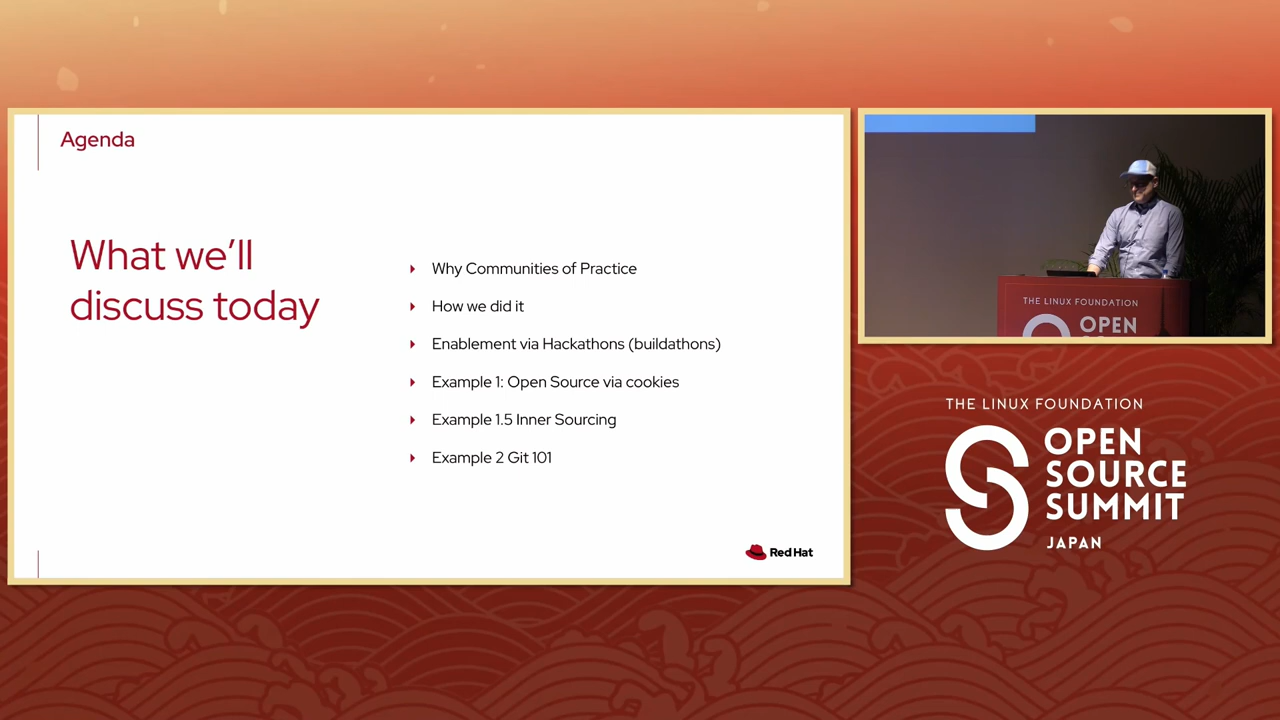 Agenda
What we'll
discuss today
Why Communities of Practice
How we did it
Enablement via Hackathons (buildathons)
Example 1: Open Source via cookies
Example 1.5 Inner Sourcing
Example 2 Git 101
Red Hat
THE LINUX FOUNDATION
OPEN
THE LINUX FOUNDATION
OPEN
SOURCE
SUMMIT
JAPAN